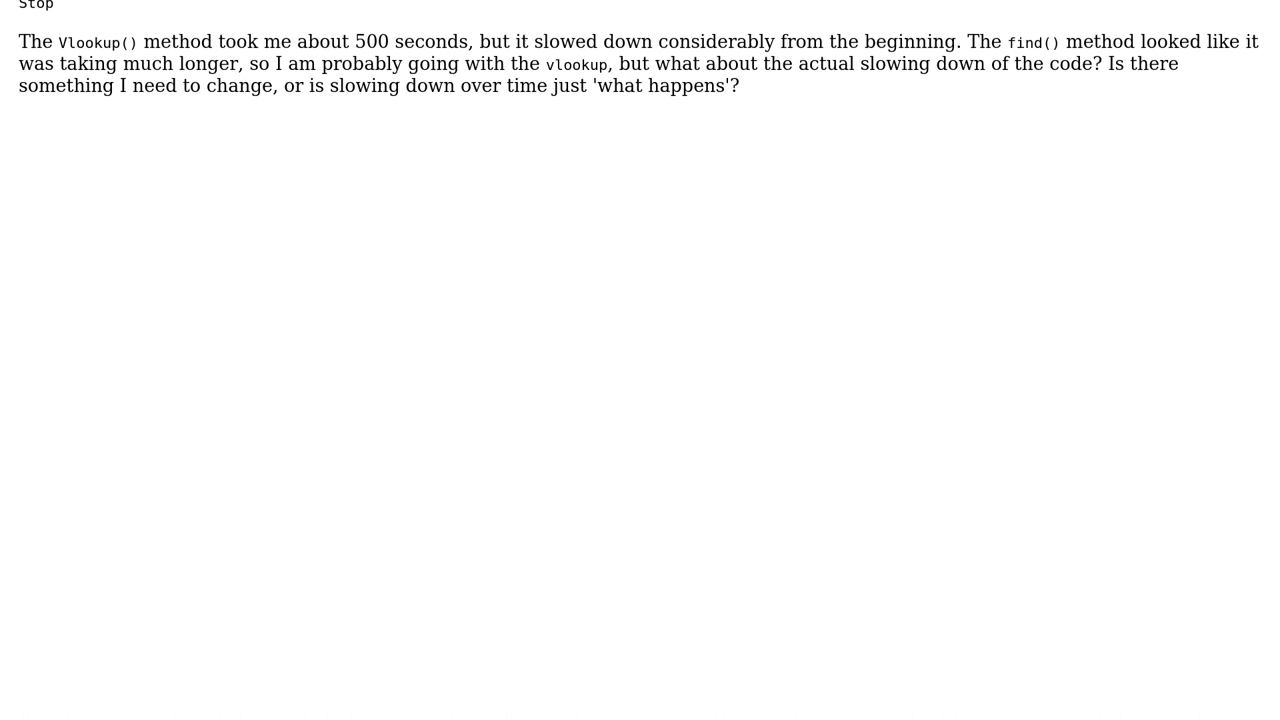 Stop
The Vlookup() method took me about 500 seconds, but it slowed down considerably from the beginning. The find() method looked like it
was taking much longer, so I am probably going with the vlookup, but what about the actual slowing down of the code? Is there
something I need to change, or is slowing down over time just 'what happens'?